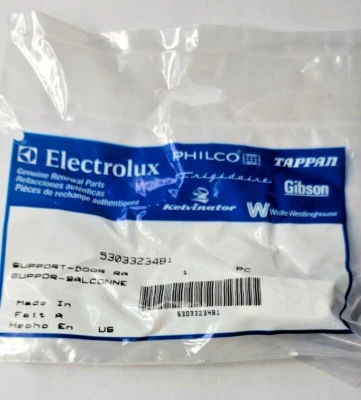 Electrolux
Genuine Renewal Parts
Refacciones autenticas
Pièces de rechange authentiques
PHILCO
TAPPAN
Frigidaire
Gibson
Kelvinator
W White-Westinghouse
5303323481
SUPPORT-DOOR RA 1 PC
SUPPOR-BALCONNE
Made In
Fait A
Hecho En US
5303323481